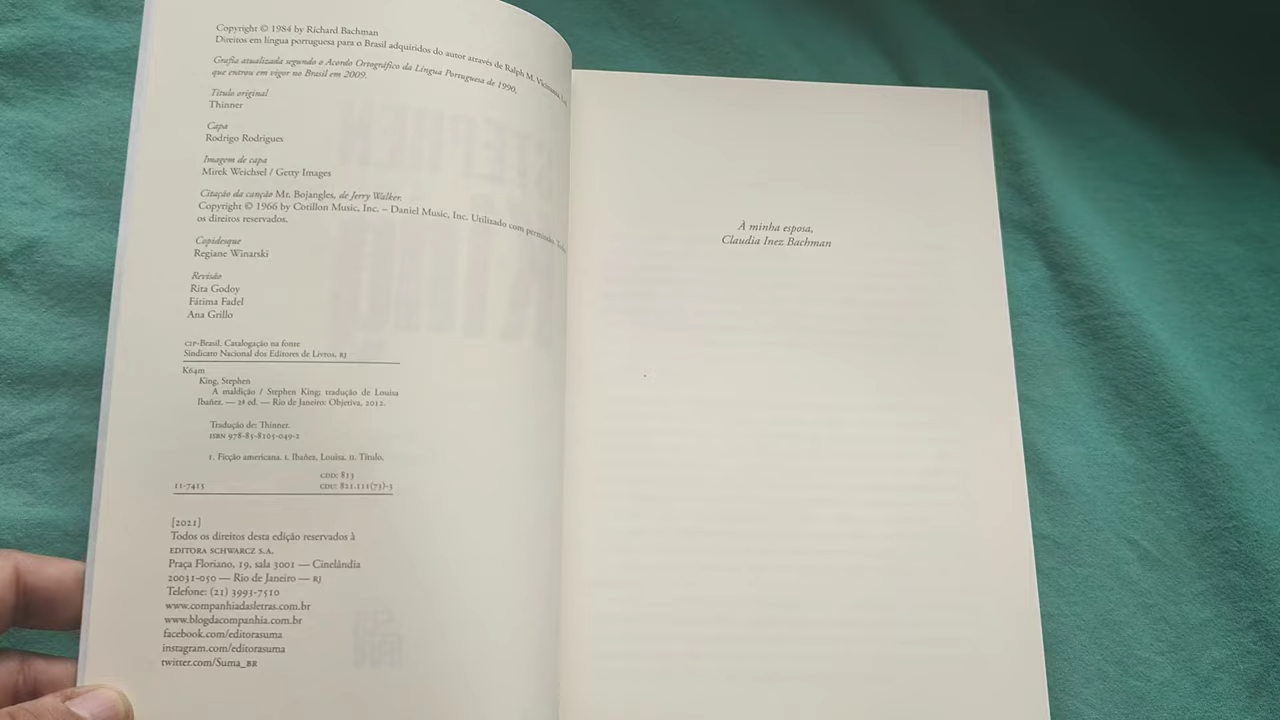 Copyright © 1984 by Richard Bachman
Direitos em língua portuguesa para o Brasil adquiridos do autor através de Ralph M. Vicinanza, Ltd.
Grafia atualizada segundo o Acordo Ortográfico da Língua Portuguesa de 1990,
que entrou em vigor no Brasil em 2009.
Título original
Thinner
Capa
Rodrigo Rodrigues
Imagem de capa
Mirek Weichsel / Getty Images
Citação da canção Mr. Bojangles, de Jerry Walker.
Copyright © 1966 by Cotillon Music, Inc. – Daniel Music, Inc. Utilizado com permissão. Todos
os direitos reservados.
Copidesque
Regiane Winarski
Revisão
Rita Godoy
Fátima Fadel
Ana Grillo
CIP-Brasil. Catalogação na fonte
Sindicato Nacional dos Editores de Livros, RJ
K64m
King, Stephen
A maldição / Stephen King; tradução de Louisa
Ibañez. — 2ª ed. — Rio de Janeiro: Objetiva, 2012.
Tradução de: Thinner.
ISBN 978-85-8105-049-2
1. Ficção americana. I. Ibañez, Louisa. II. Título.
CDD: 813
11-7415 CDU: 821.111(73)-3
[2021]
Todos os direitos desta edição reservados à
EDITORA SCHWARCZ S.A.
Praça Floriano, 19, sala 3001 — Cinelândia
20031-050 — Rio de Janeiro — RJ
Telefone: (21) 3993-7510
www.companhiadasletras.com.br
www.blogdacompanhia.com.br
facebook.com/editorasuma
instagram.com/editorasuma
twitter.com/Suma_BR
À minha esposa,
Claudia Inez Bachman